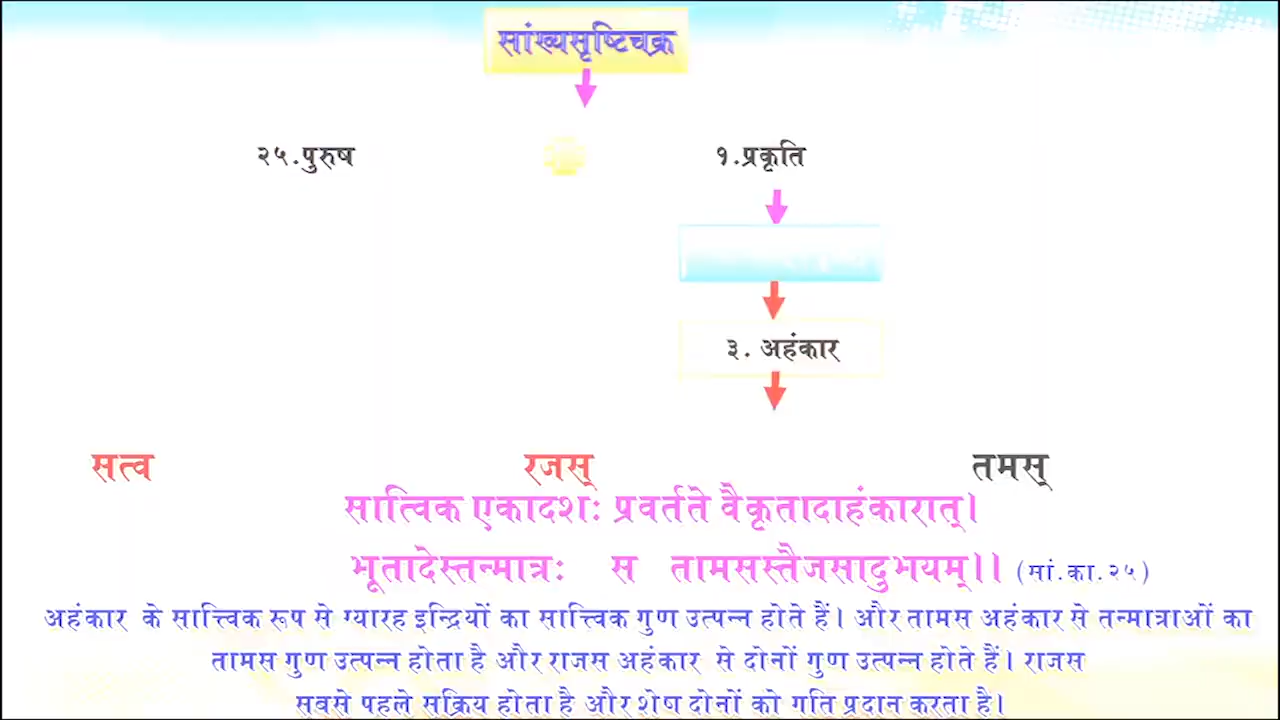 सांख्यसृष्टिचक्र
२५.पुरुष १.प्रकृति
३. अहंकार
सत्व रजस् तमस्
सात्विक एकादशः प्रवर्तते वैकृतादाहंकारात्।
भूतादेस्तन्मात्रः स तामसस्तैजसादुभयम्।। (सां.का.२५)
अहंकार के सात्त्विक रूप से ग्यारह इन्द्रियों का सात्त्विक गुण उत्पन्न होते हैं। और तामस अहंकार से तन्मात्राओं का
तामस गुण उत्पन्न होता है और राजस अहंकार से दोनों गुण उत्पन्न होते हैं। राजस
सबसे पहले सक्रिय होता है और शेष दोनों को गति प्रदान करता है।